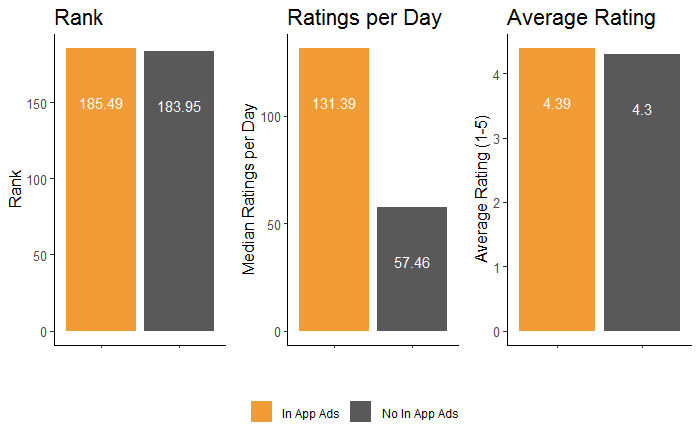 Rank
Ratings per Day
Average Rating
Rank
150
100
50
0
185.49
183.95
Median Ratings per Day
100
50
0
131.39
57.46
Average Rating (1-5)
4
3
2
1
0
4.39
4.3
In App Ads
No In App Ads